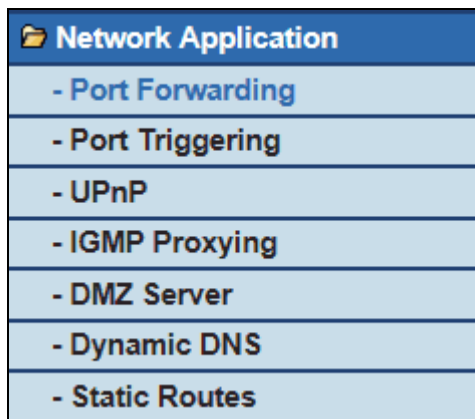 Network Application
- Port Forwarding
- Port Triggering
- UPnP
- IGMP Proxying
- DMZ Server
- Dynamic DNS
- Static Routes